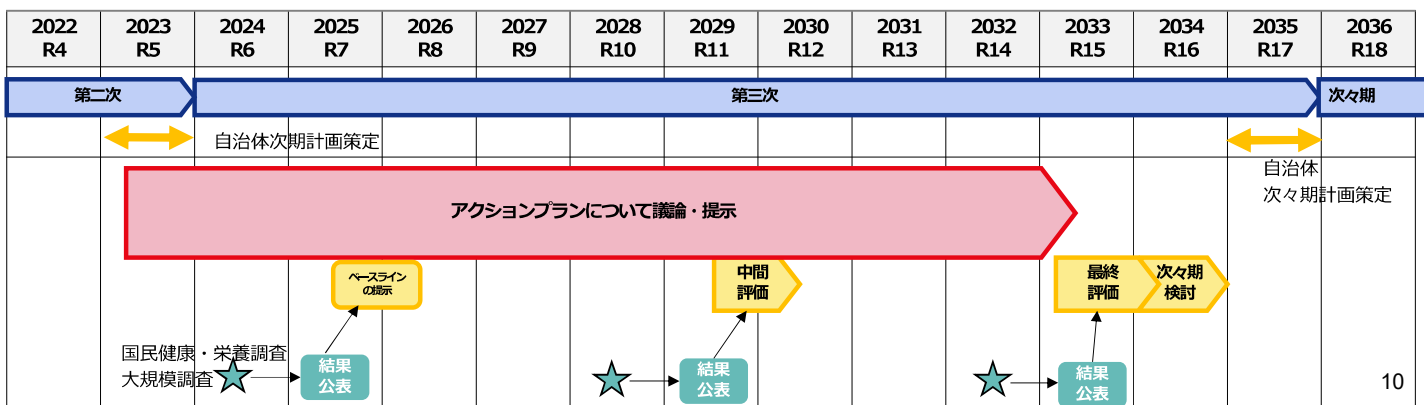 2022 2023 2024 2025 2026 2027 2028 2029 2030 2031 2032 2033 2034 2035 2036
R4 R5 R6 R7 R8 R9 R10 R11 R12 R13 R14 R15 R16 R17 R18
第二次 第三次 次々期
自治体次期計画策定
自治体
次々期計画策定
アクションプランについて議論・提示
ベースライン
の提示
中間
評価
最終
評価
次々期
検討
国民健康・栄養調査
大規模調査
結果
公表
結果
公表
結果
公表
10